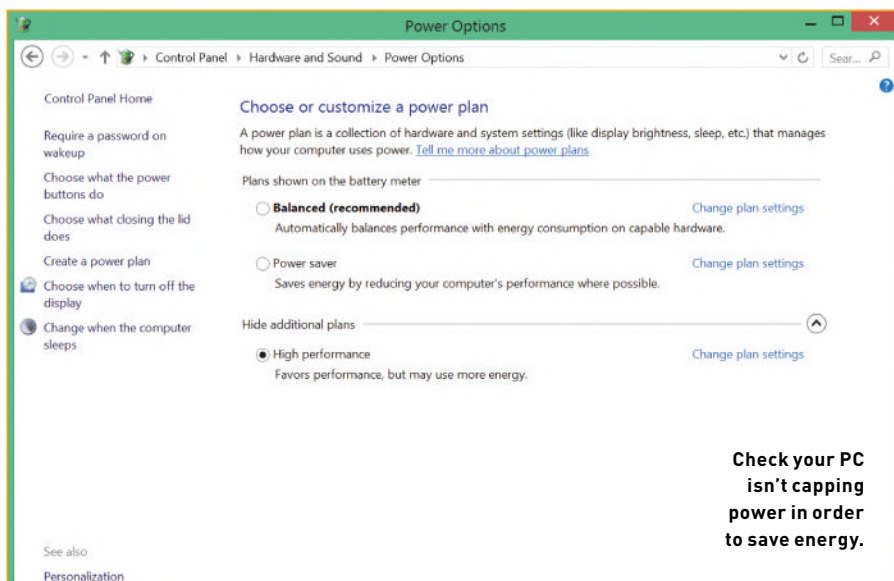 Power Options
Control Panel Hardware and Sound Power Options
Sear...
Control Panel Home
Require a password on
wakeup
Choose what the power
buttons do
Choose what closing the lid
does
Create a power plan
Choose when to turn off the
display
Change when the computer
sleeps
See also
Personalization
Choose or customize a power plan
A power plan is a collection of hardware and system settings (like display brightness, sleep, etc.) that manages
how your computer uses power. Tell me more about power plans
Plans shown on the battery meter
Balanced (recommended) Change plan settings
Automatically balances performance with energy consumption on capable hardware.
Power saver Change plan settings
Saves energy by reducing your computer's performance where possible.
Hide additional plans
High performance Change plan settings
Favors performance, but may use more energy.
Check your PC
isn't capping
power in order
to save energy.